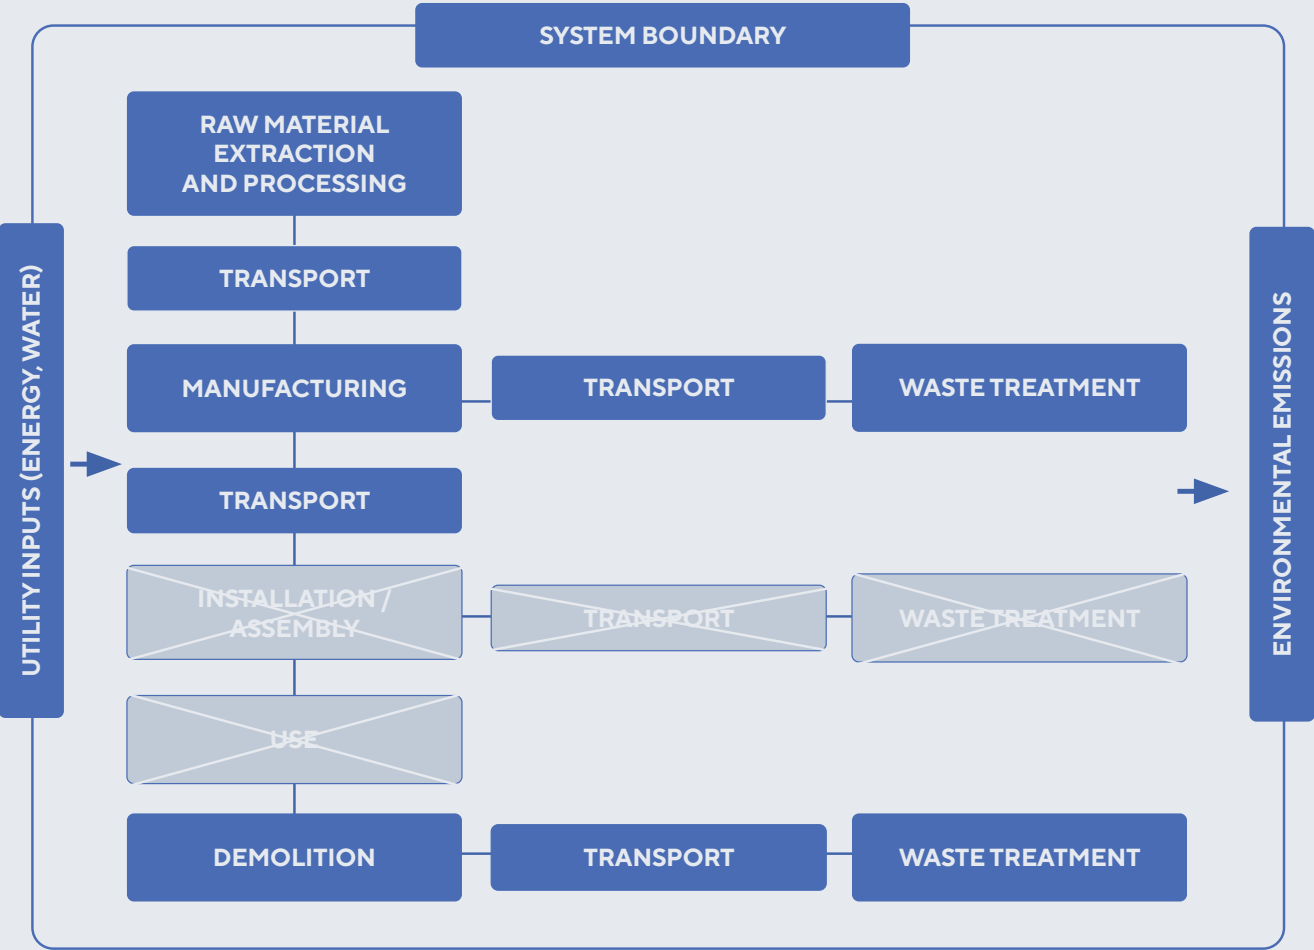 SYSTEM BOUNDARY
RAW MATERIAL
EXTRACTION
AND PROCESSING
TRANSPORT
UTILITY INPUTS (ENERGY, WATER)
MANUFACTURING
TRANSPORT
WASTE TREATMENT
ENVIRONMENTAL EMISSIONS
TRANSPORT
INSTALLATION /
ASSEMBLY
TRANSPORT
WASTE TREATMENT
USE
DEMOLITION
TRANSPORT
WASTE TREATMENT